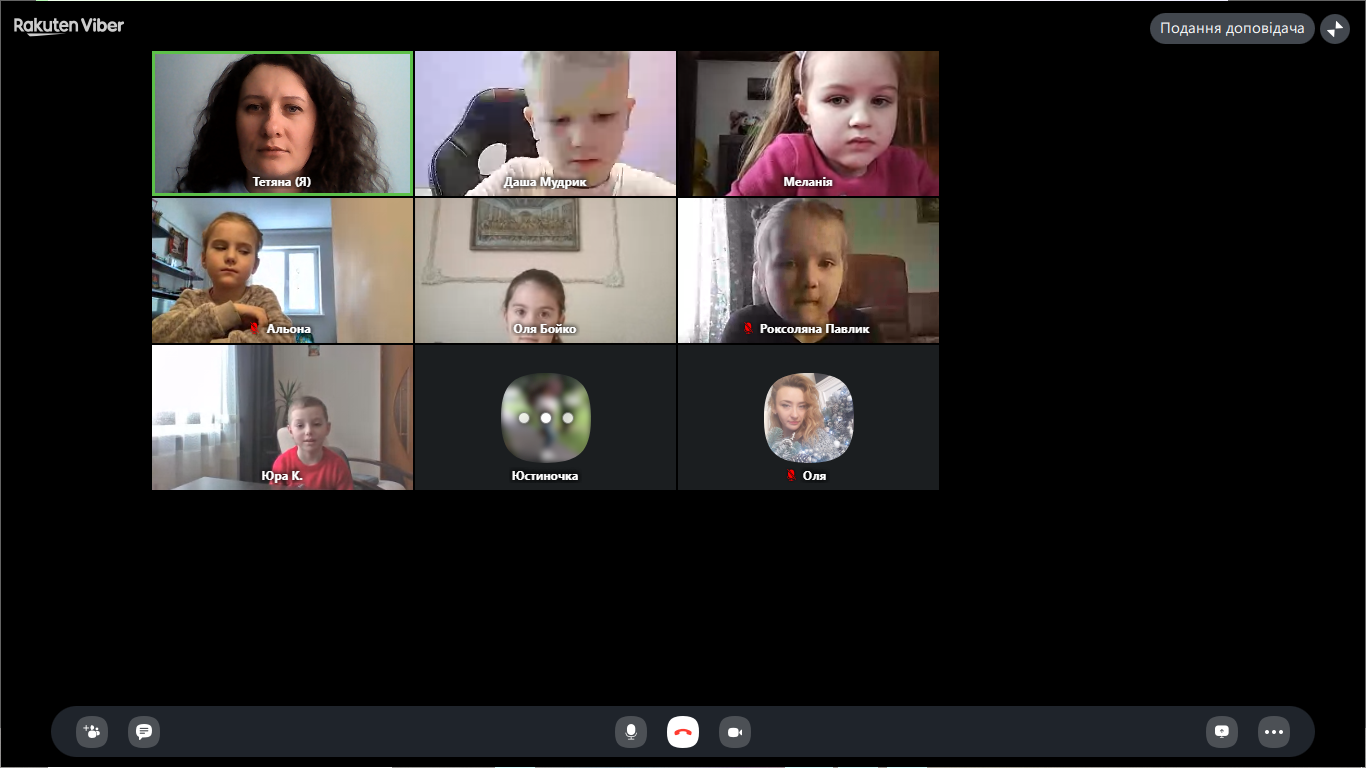 Rakuten Viber
Подання доповідача
Тетяна (Я)
Даша Мудрик
Меланія
Альона
Оля Бойко
Роксоляна Павлик
Юра К.
Юстиночка
Оля